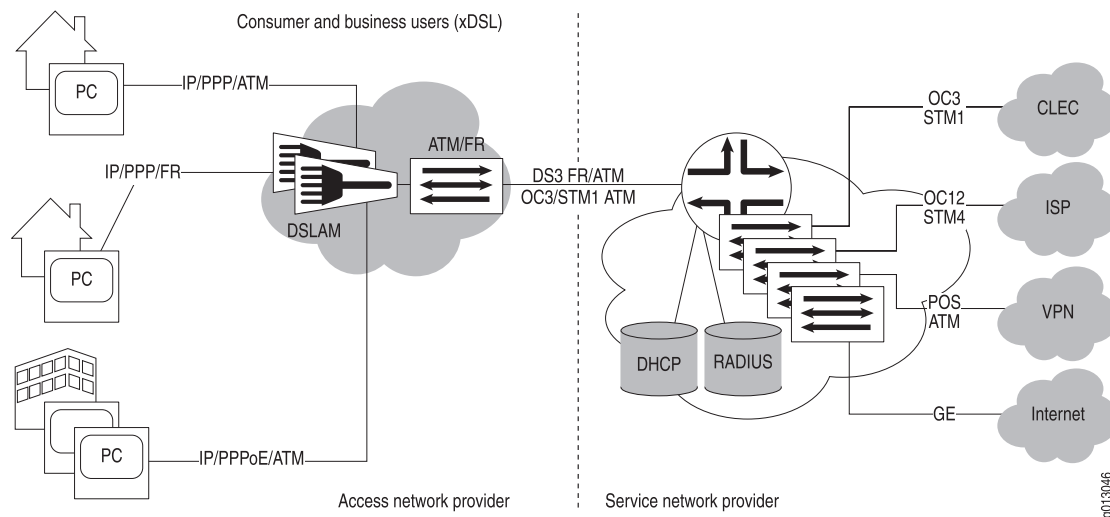 Consumer and business users (xDSL)
PC
IP/PPP/ATM
IP/PPP/FR
PC
PC
IP/PPPoE/ATM
DSLAM
ATM/FR
DS3 FR/ATM
OC3/STM1 ATM
DHCP
RADIUS
OC3
STM1
CLEC
OC12
STM4
ISP
POS
ATM
VPN
GE
Internet
Access network provider
Service network provider
g013046